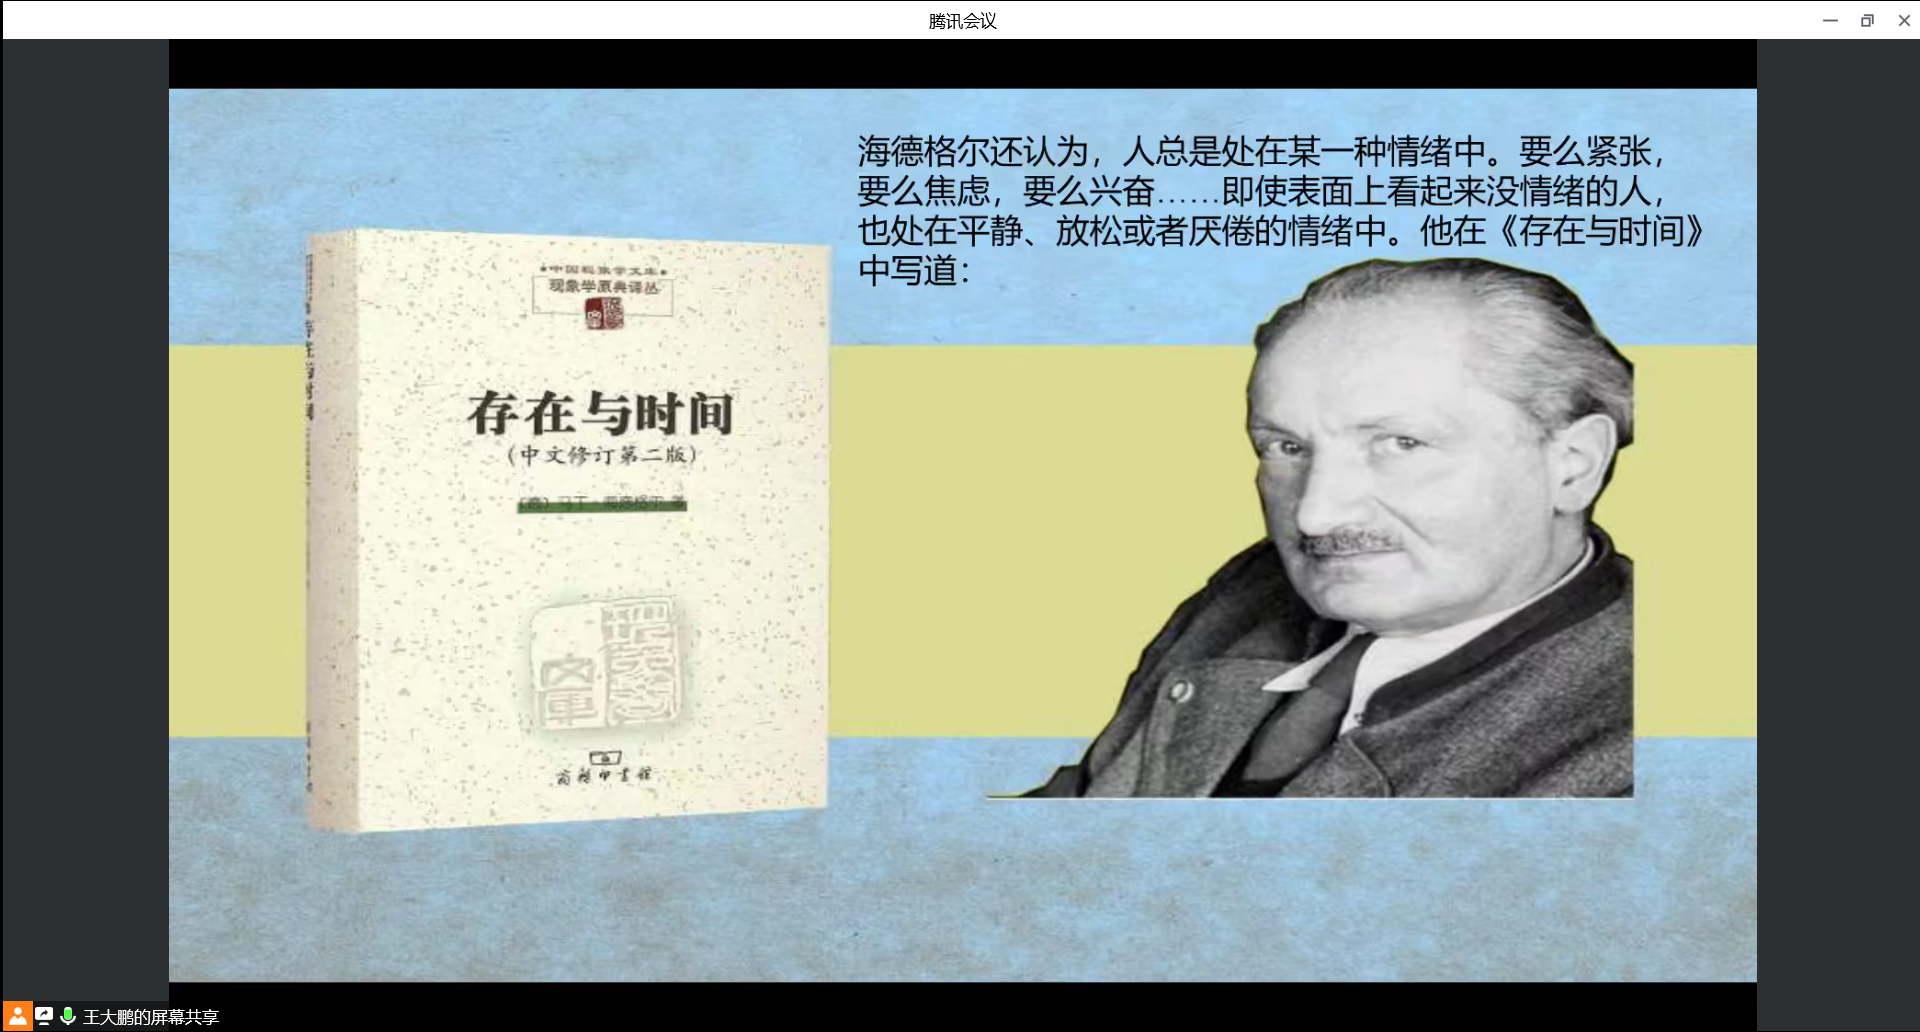 腾讯会议
海德格尔还认为，人总是处在某一种情绪中。要么紧张，
要么焦虑，要么兴奋……即使表面上看起来没情绪的人，
也处在平静、放松或者厌倦的情绪中。他在《存在与时间》
中写道：
中国现象学文库
现象学原典译丛
存在与时间
（中文修订第二版）
〔德〕马丁·海德格尔 著
商务印书馆
存在与时间
王大鹏的屏幕共享